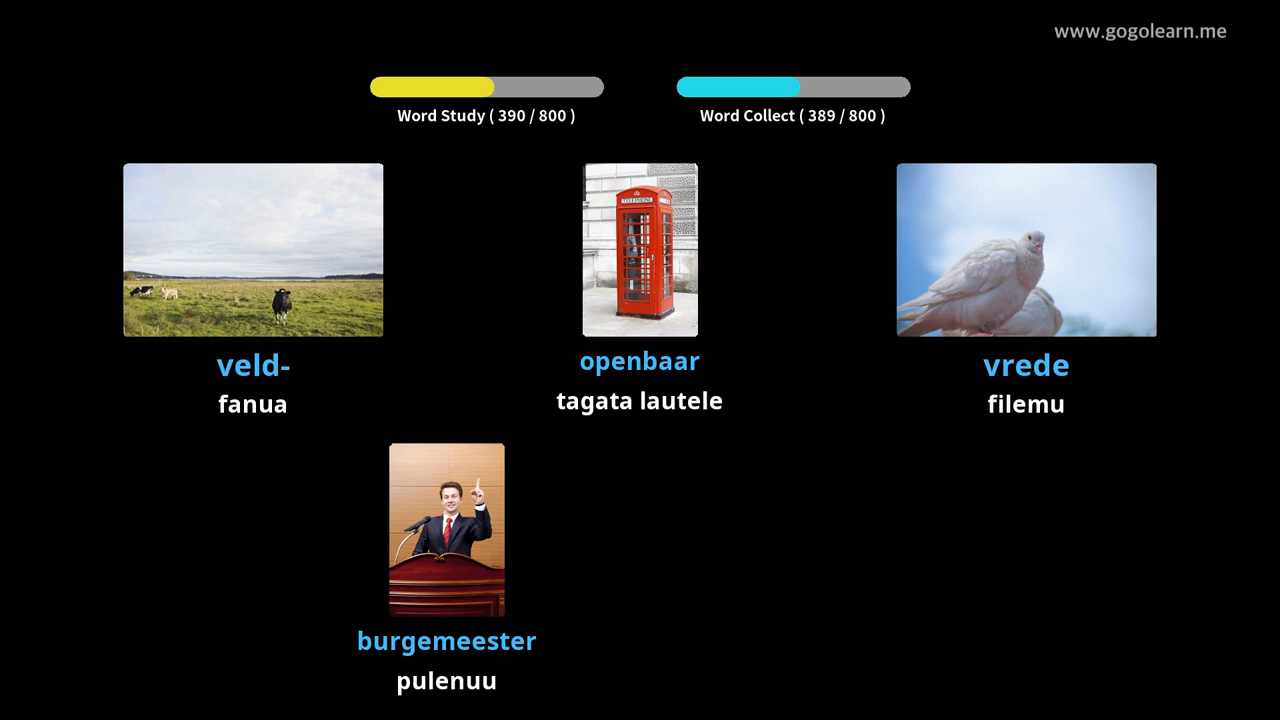 www.gogolearn.me
Word Study ( 390 / 800 )
Word Collect ( 389 / 800 )
TELEPHONE
veld-
fanua
openbaar
tagata lautele
vrede
filemu
burgemeester
pulenuu